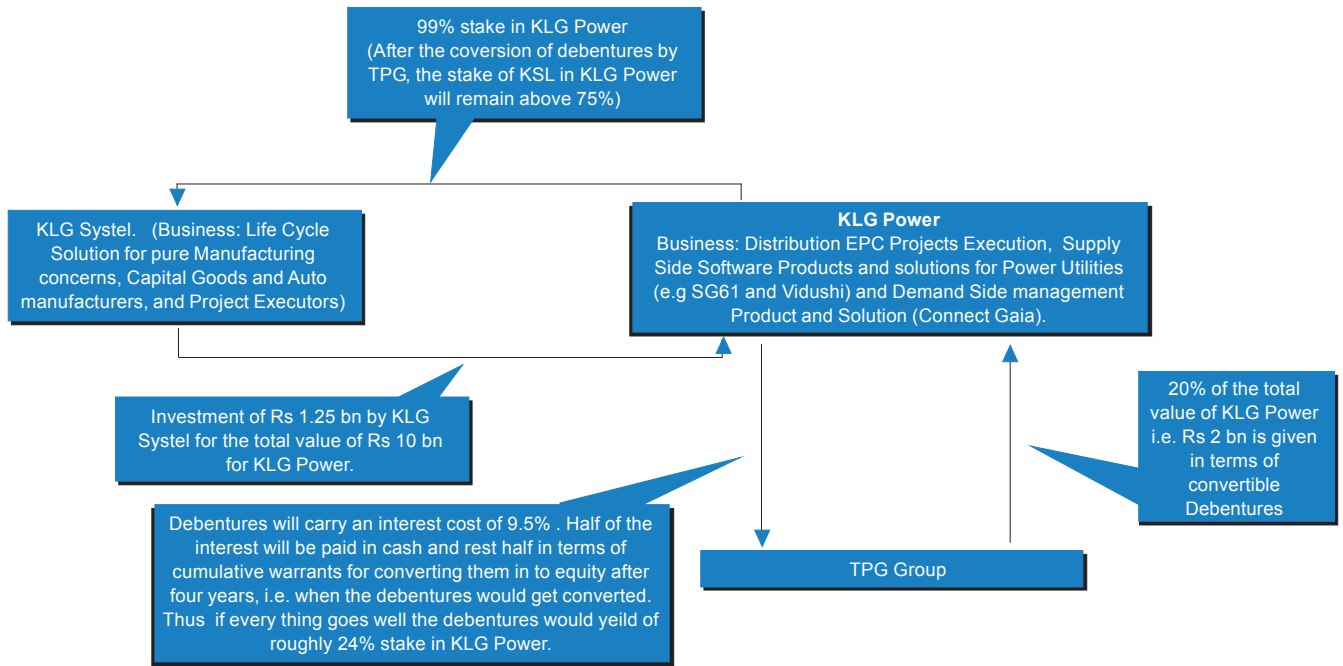 99% stake in KLG Power
(After the coversion of debentures by
TPG, the stake of KSL in KLG Power
will remain above 75%)
KLG Systel. (Business: Life Cycle
Solution for pure Manufacturing
concerns, Capital Goods and Auto
manufacturers, and Project Executors)
KLG Power
Business: Distribution EPC Projects Execution, Supply
Side Software Products and solutions for Power Utilities
(e.g SG61 and Vidushi) and Demand Side management
Product and Solution (Connect Gaia).
Investment of Rs 1.25 bn by KLG
Systel for the total value of Rs 10 bn
for KLG Power.
20% of the total
value of KLG Power
i.e. Rs 2 bn is given
in terms of
convertible
Debentures
Debentures will carry an interest cost of 9.5% . Half of the
interest will be paid in cash and rest half in terms of
cumulative warrants for converting them in to equity after
four years, i.e. when the debentures would get converted.
Thus if every thing goes well the debentures would yeild of
roughly 24% stake in KLG Power.
TPG Group